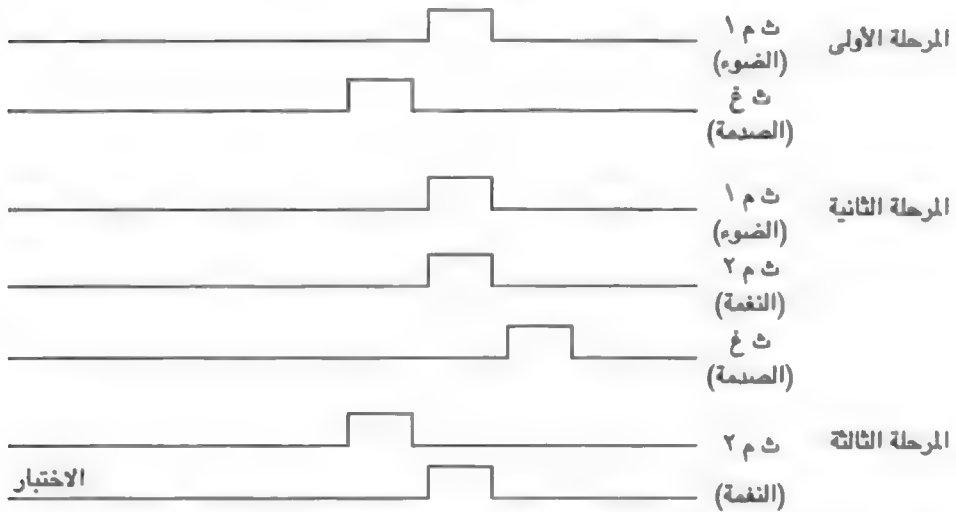 المرحلة الأولى
ث م ١
(الضوء)
ث غ
(الصدمة)
المرحلة الثانية
ث م ١
(الضوء)
ث م ٢
(النغمة)
ث غ
(الصدمة)
المرحلة الثالثة
ث م ٢
(النغمة)
الاختبار